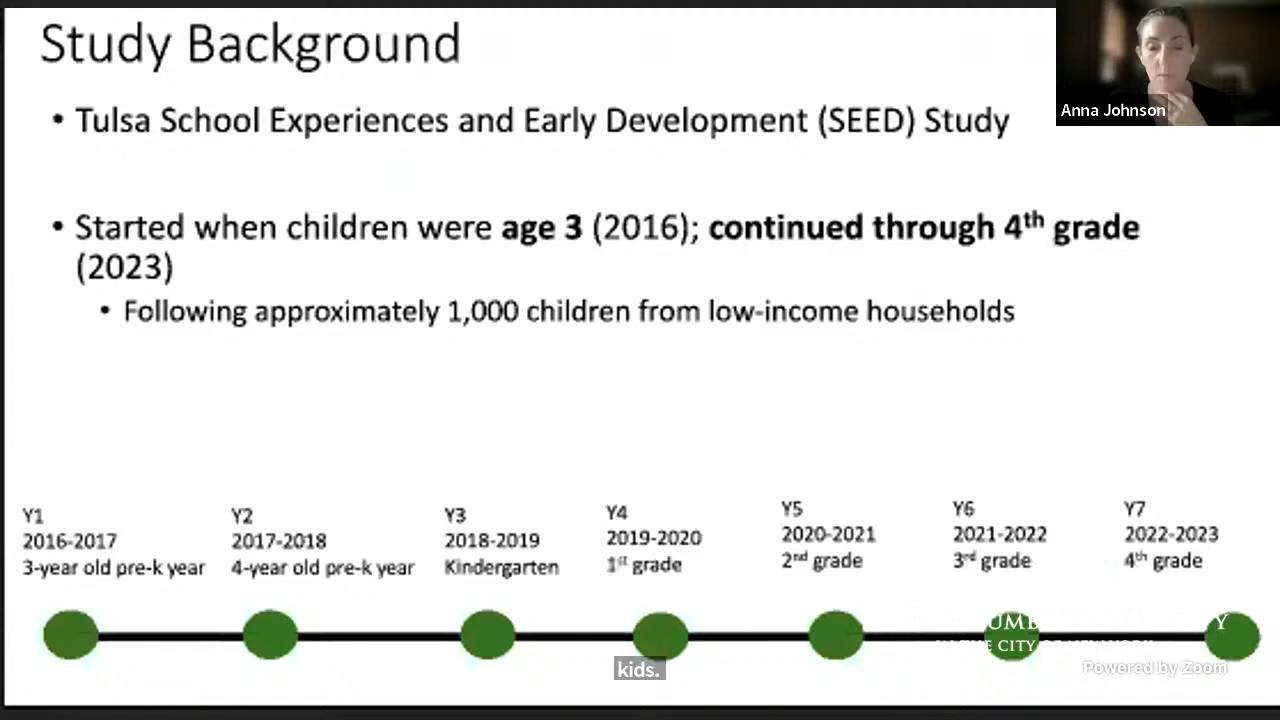 Study Background
Anna Johnson
• Tulsa School Experiences and Early Development (SEED) Study
• Started when children were age 3 (2016); continued through 4th grade
(2023)
• Following approximately 1,000 children from low-income households
Y1
2016-2017
3-year old pre-k year
Y2
2017-2018
4-year old pre-k year
Y3
2018-2019
Kindergarten
Y4
2019-2020
1st grade
Y5
2020-2021
2nd grade
Y6
2021-2022
3rd grade
Y7
2022-2023
4th grade
CITY
kids.
Powered by Zoom